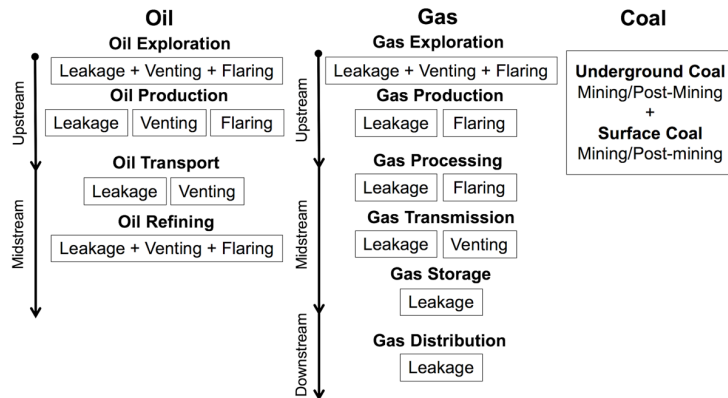 Oil
Oil Exploration
Leakage + Venting + Flaring
Oil Production
Leakage Venting Flaring
Oil Transport
Leakage Venting
Oil Refining
Leakage + Venting + Flaring
Upstream
Midstream
Gas
Gas Exploration
Leakage + Venting + Flaring
Gas Production
Leakage Flaring
Gas Processing
Leakage Flaring
Gas Transmission
Leakage Venting
Gas Storage
Leakage
Gas Distribution
Leakage
Upstream
Midstream
Downstream
Coal
Underground Coal
Mining/Post-Mining
+
Surface Coal
Mining/Post-mining